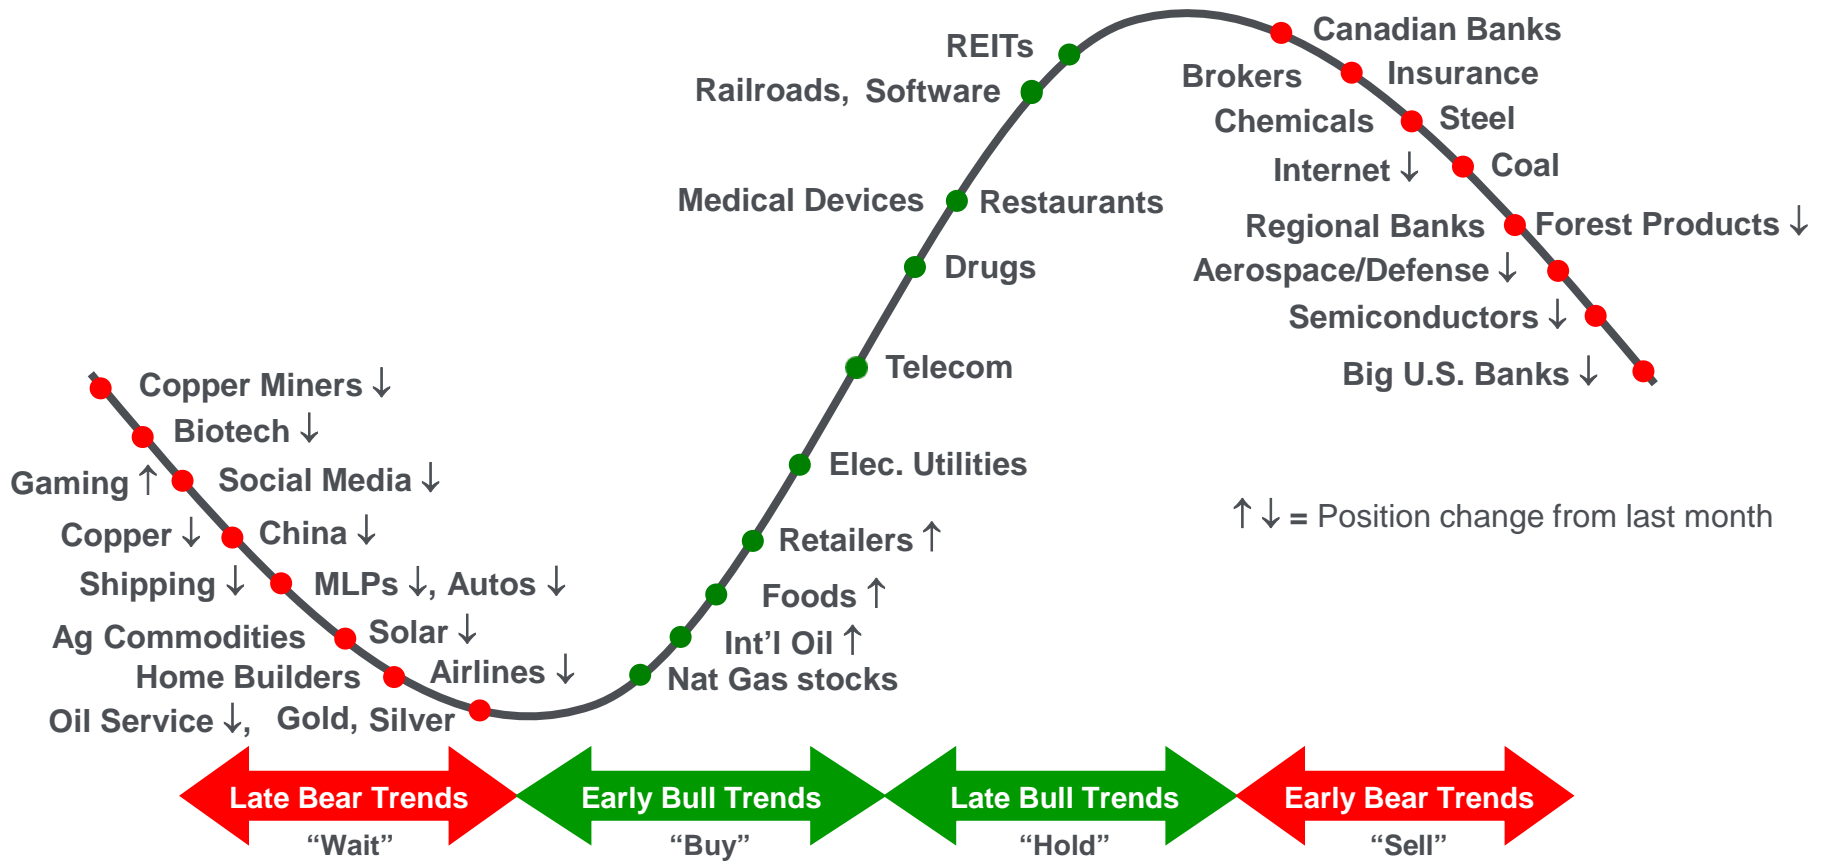 REITs
Railroads, Software
Medical Devices
Restaurants
Drugs
Telecom
Elec. Utilities
Retailers ↑
Foods ↑
Int'l Oil ↑
Nat Gas stocks
Canadian Banks
Brokers
Insurance
Chemicals
Steel
Internet ↓
Coal
Regional Banks
Forest Products ↓
Aerospace/Defense ↓
Semiconductors ↓
Big U.S. Banks ↓
Copper Miners ↓
Biotech ↓
Gaming ↑
Social Media ↓
Copper ↓
China ↓
Shipping ↓
MLPs ↓, Autos ↓
Ag Commodities
Solar ↓
Home Builders
Airlines ↓
Oil Service ↓, Gold, Silver
↑ ↓ = Position change from last month
Late Bear Trends
Early Bull Trends
Late Bull Trends
Early Bear Trends
“Wait”
“Buy”
“Hold”
“Sell”